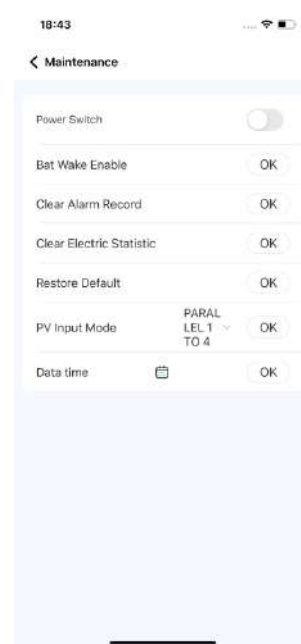 18:43
Maintenance
Power Switch
Bat Wake Enable OK
Clear Alarm Record OK
Clear Electric Statistic OK
Restore Default OK
PV Input Mode PARAL
LEL 1
TO 4 OK
Data time OK